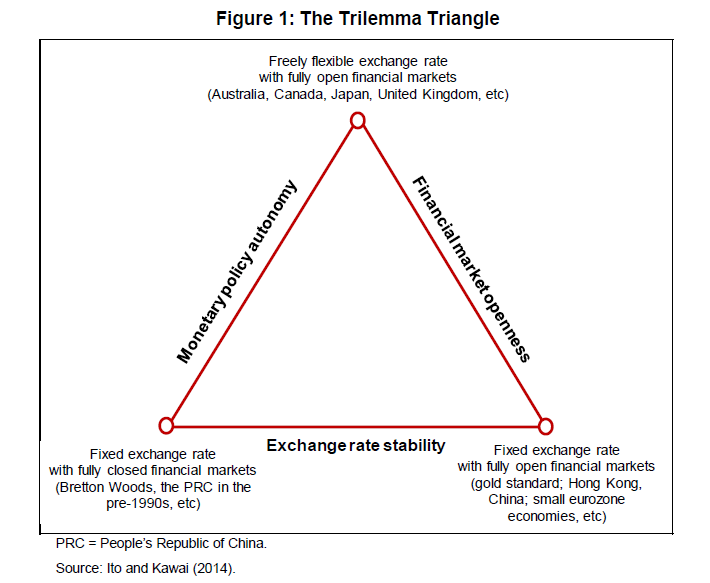 Figure 1: The Trilemma Triangle
Freely flexible exchange rate
with fully open financial markets
(Australia, Canada, Japan, United Kingdom, etc)
Monetary policy autonomy
Financial market openness
Exchange rate stability
Fixed exchange rate
with fully closed financial markets
(Bretton Woods, the PRC in the
pre-1990s, etc)
Fixed exchange rate
with fully open financial markets
(gold standard; Hong Kong,
China; small eurozone
economies, etc)
PRC = People's Republic of China.
Source: Ito and Kawai (2014).